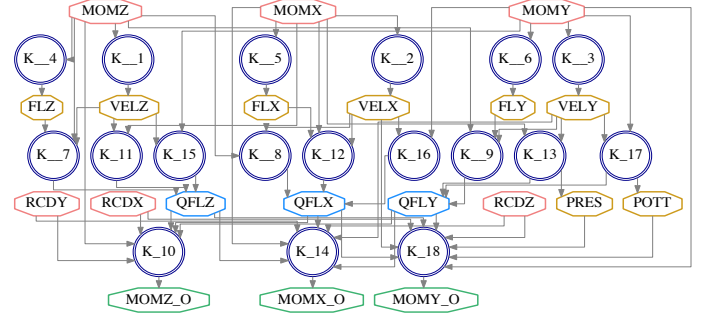 MOMZ MOMX MOMY
K__4 K__1 K__5 K__2 K__6 K__3
FLZ VELZ FLX VELX FLY VELY
K__7 K_11 K_15 K__8 K_12 K_16 K__9 K_13 K_17
RCDY RCDX QFLZ QFLX QFLY RCDZ PRES POTT
K_10 K_14 K_18
MOMZ_O MOMX_O MOMY_O